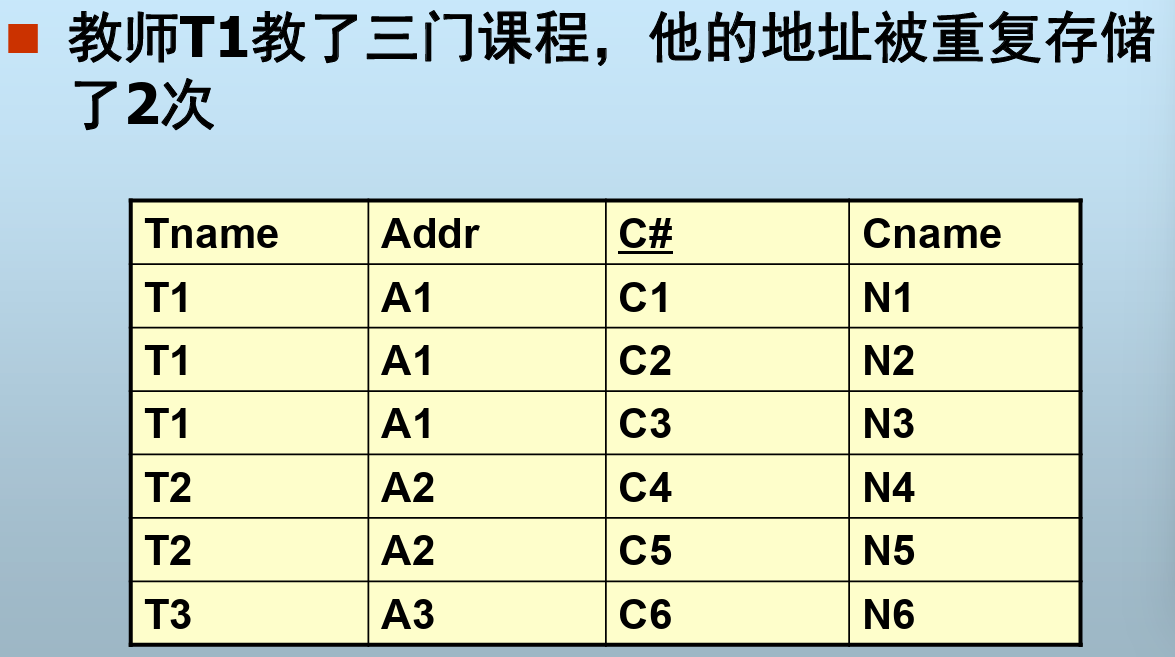 教师T1教了三门课程，他的地址被重复存储
了2次
Tname Addr C# Cname
T1 A1 C1 N1
T1 A1 C2 N2
T1 A1 C3 N3
T2 A2 C4 N4
T2 A2 C5 N5
T3 A3 C6 N6